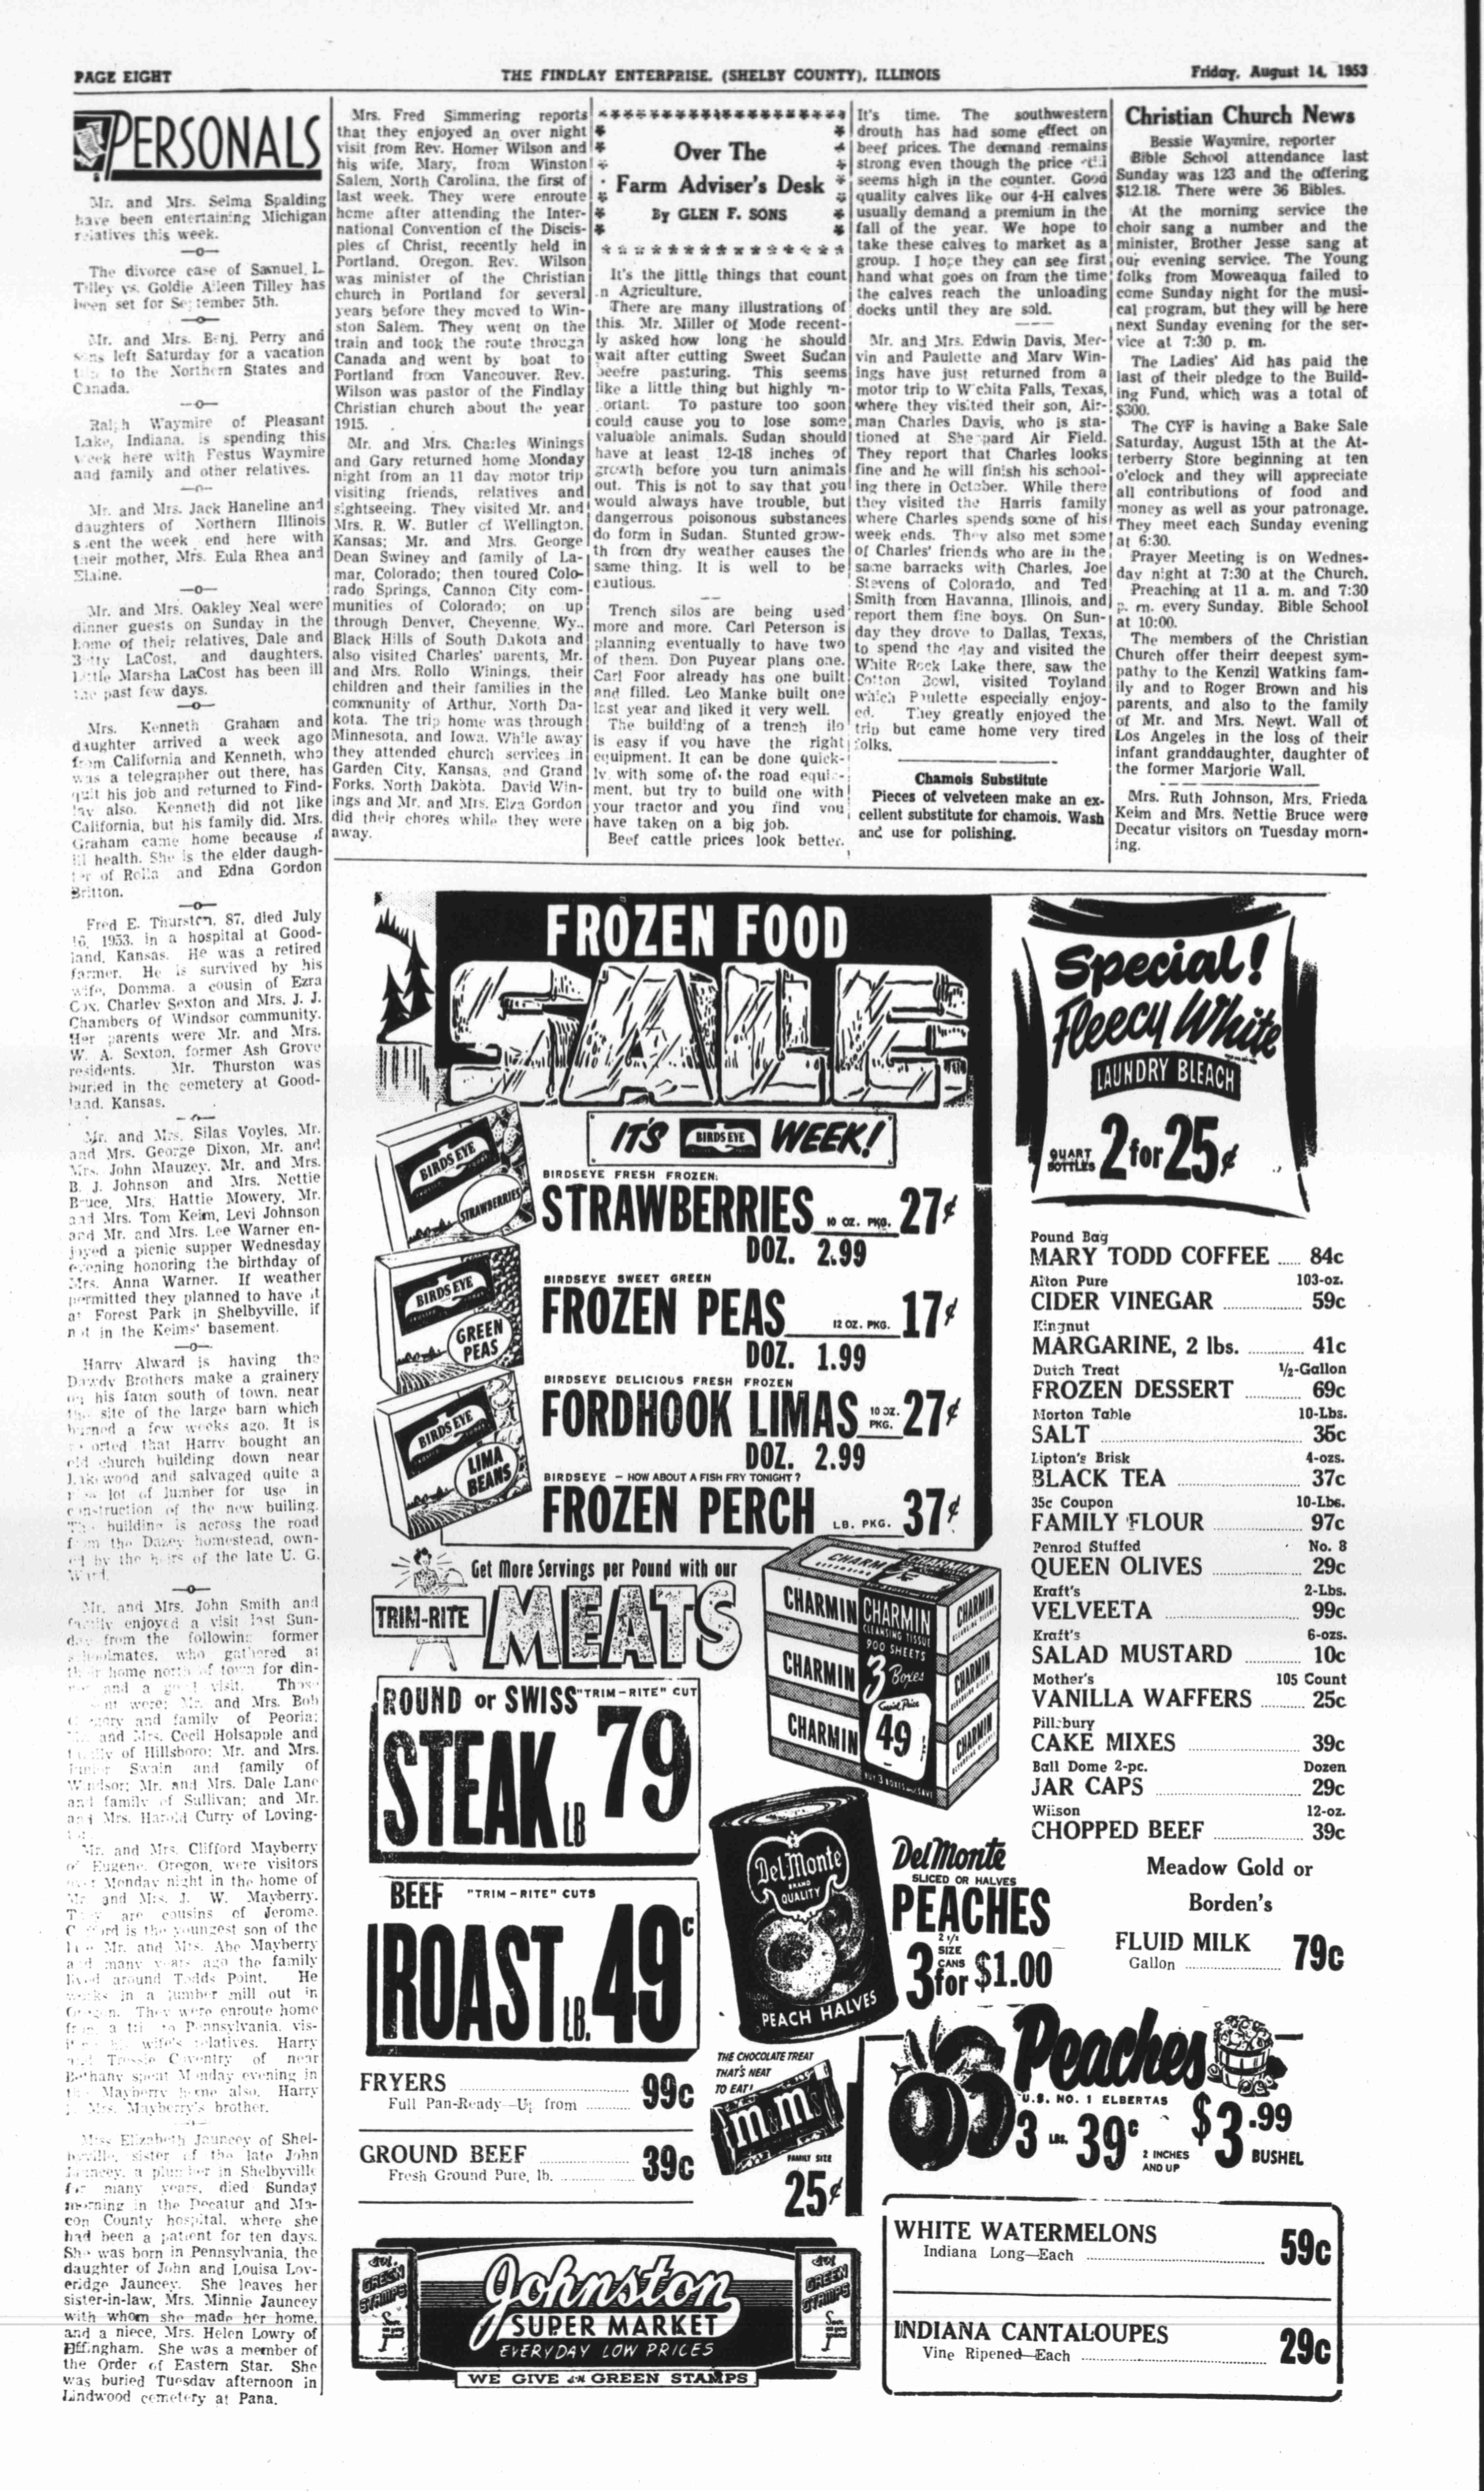 PAGE EIGHT
THE FINDLAY ENTERPRISE, (SHELBY COUNTY), ILLINOIS
Friday, August 14, 1953
PERSONALS
Mr. and Mrs. Selma Spalding
have been entertaining Michigan
relatives this week.
—o—
The divorce case of Samuel L.
Tilley vs. Goldie Aleen Tilley has
been set for September 5th.
—o—
Mr. and Mrs. Benj. Perry and
sons left Saturday for a vacation
trip to the Northern States and
Canada.
—o—
Ralph Waymire of Pleasant
Lake, Indiana, is spending this
week here with Festus Waymire
and family and other relatives.
—o—
Mr. and Mrs. Jack Haneline and
daughters of Northern Illinois
spent the week end here with
their mother, Mrs. Eula Rhea and
Elaine.
—o—
Mr. and Mrs. Oakley Neal were
dinner guests on Sunday in the
home of their relatives, Dale and
Betty LaCost, and daughters.
Little Marsha LaCost has been ill
the past few days.
—o—
Mrs. Kenneth Graham and
daughter arrived a week ago
from California and Kenneth, who
was a telegrapher out there, has
quit his job and returned to Find-
lay also. Kenneth did not like
California, but his family did. Mrs.
Graham came home because of
ill health. She is the elder daugh-
ter of Rolla and Edna Gordon
Britton.
—o—
Fred E. Thurston, 87, died July
16, 1953, in a hospital at Good-
land, Kansas. He was a retired
farmer. He is survived by his
wife, Domma, a cousin of Ezra
Cox, Charley Sexton and Mrs. J. J.
Chambers of Windsor community.
Her parents were Mr. and Mrs.
W. A. Sexton, former Ash Grove
residents. Mr. Thurston was
buried in the cemetery at Good-
land, Kansas.
—o—
Mr. and Mrs. Silas Voyles, Mr.
and Mrs. George Dixon, Mr. and
Mrs. John Mauzey, Mr. and Mrs.
B. J. Johnson and Mrs. Nettie
Bruce, Mrs. Hattie Mowery, Mr.
and Mrs. Tom Keim, Levi Johnson
and Mr. and Mrs. Lee Warner en-
joyed a picnic supper Wednesday
evening honoring the birthday of
Mrs. Anna Warner. If weather
permitted they planned to have it
at Forest Park in Shelbyville, if
not in the Keims' basement.
—o—
Harry Alward is having the
Dawdy Brothers make a grainery
on his farm south of town, near
the site of the large barn which
burned a few weeks ago. It is
reported that Harry bought an
old church building down near
Lakewood and salvaged quite a
lot of lumber for use in
construction of the new builing.
The building is across the road
from the Dazey homestead, own-
ed by the heirs of the late U. G.
Ward.
—o—
Mr. and Mrs. John Smith and
family enjoyed a visit last Sun-
day from the following former
schoolmates, who gathered at
their home north of town for din-
ner and a good visit. Those
were: Mr. and Mrs. Bob
and family of Peoria;
and Mrs. Cecil Holsapple and
family of Hillsboro; Mr. and Mrs.
Junior Swain and family of
Windsor; Mr. and Mrs. Dale Lane
and family of Sullivan; and Mr.
and Mrs. Harold Curry of Loving-
ton.
Mr. and Mrs. Clifford Mayberry
of Eugene, Oregon, were visitors
over Monday night in the home of
Mr. and Mrs. J. W. Mayberry.
They are cousins of Jerome.
Clifford is the youngest son of the
late Mr. and Mrs. Abe Mayberry
and many years ago the family
lived around Todds Point. He
works in a lumber mill out in
Oregon. They were enroute home
from a trip to Pennsylvania, vis-
wife's relatives. Harry
and Tressie Coventry of near
Bethany spent Monday evening in
the Mayberry home also. Harry
Mrs. Mayberry's brother.
Miss Elizabeth Jauncey of Shel-
byville, sister of the late John
Jauncey, a plumber in Shelbyville
for many years, died Sunday
morning in the Decatur and Ma-
con County hospital, where she
had been a patient for ten days.
She was born in Pennsylvania, the
daughter of John and Louisa Lov-
eridge Jauncey. She leaves her
sister-in-law, Mrs. Minnie Jauncey
with whom she made her home,
and a niece, Mrs. Helen Lowry of
Effingham. She was a member of
the Order of Eastern Star. She
was buried Tuesday afternoon in
Lindwood cemetery at Pana.
Mrs. Fred Simmering reports
that they enjoyed an over night
visit from Rev. Homer Wilson and
his wife, Mary, from Winston
Salem, North Carolina, the first of
last week. They were enroute
home after attending the Inter-
national Convention of the Discis-
ples of Christ, recently held in
Portland, Oregon. Rev. Wilson
was minister of the Christian
church in Portland for several
years before they moved to Win-
ston Salem. They went on the
train and took the route through
Canada and went by boat to
Portland from Vancouver. Rev.
Wilson was pastor of the Findlay
Christian church about the year
1915.
Mr. and Mrs. Charles Winings
and Gary returned home Monday
night from an 11 day motor trip
visiting friends, relatives and
sightseeing. They visited Mr. and
Mrs. R. W. Butler of Wellington,
Kansas; Mr. and Mrs. George
Dean Swiney and family of La-
mar, Colorado; then toured Colo-
rado Springs, Cannon City com-
munities of Colorado; on up
through Denver, Cheyenne, Wy.,
Black Hills of South Dakota and
also visited Charles' parents, Mr.
and Mrs. Rollo Winings, their
children and their families in the
community of Arthur, North Da-
kota. The trip home was through
Minnesota, and Iowa. While away
they attended church services in
Garden City, Kansas, and Grand
Forks, North Dakota. David Win-
ings and Mr. and Mrs. Elza Gordon
did their chores while they were
away.
Over The
Farm Adviser's Desk
By GLEN F. SONS
It's the little things that count
in Agriculture.
There are many illustrations of
this. Mr. Miller of Mode recent-
ly asked how long he should
wait after cutting Sweet Sudan
beefre pasturing. This seems
like a little thing but highly im-
portant. To pasture too soon
could cause you to lose some
valuable animals. Sudan should
have at least 12-18 inches of
growth before you turn animals
out. This is not to say that you
would always have trouble, but
dangerrous poisonous substances
do form in Sudan. Stunted grow-
th from dry weather causes the
same thing. It is well to be
cautious.
Trench silos are being used
more and more. Carl Peterson is
planning eventually to have two
of them. Don Puyear plans one.
Carl Foor already has one built
and filled. Leo Manke built one
last year and liked it very well.
The building of a trench ilo
is easy if you have the right
equipment. It can be done quick-
ly with some of the road equip-
ment, but try to build one with
your tractor and you find you
have taken on a big job.
Beef cattle prices look better.
It's time. The southwestern
drouth has had some effect on
beef prices. The demand remains
strong even though the price still
seems high in the counter. Good
quality calves like our 4-H calves
usually demand a premium in the
fall of the year. We hope to
take these calves to market as a
group. I hope they can see first
hand what goes on from the time
the calves reach the unloading
docks until they are sold.
Mr. and Mrs. Edwin Davis, Mer-
vin and Paulette and Marv Win-
ings have just returned from a
motor trip to Wichita Falls, Texas,
where they visited their son, Air-
man Charles Davis, who is sta-
tioned at Sheppard Air Field.
They report that Charles looks
fine and he will finish his school-
ing there in October. While there
they visited the Harris family
where Charles spends some of his
week ends. They also met some
of Charles' friends who are in the
same barracks with Charles, Joe
Stevens of Colorado, and Ted
Smith from Havanna, Illinois, and
report them fine boys. On Sun-
day they drove to Dallas, Texas,
to spend the day and visited the
White Rock Lake there, saw the
Cotton Bowl, visited Toyland
which Paulette especially enjoy-
ed. They greatly enjoyed the
trip but came home very tired
folks.
Chamois Substitute
Pieces of velveteen make an ex-
cellent substitute for chamois. Wash
and use for polishing.
Christian Church News
Bessie Waymire, reporter
Bible School attendance last
Sunday was 123 and the offering
$12.18. There were 36 Bibles.
At the morning service the
choir sang a number and the
minister, Brother Jesse sang at
our evening service. The Young
folks from Moweaqua failed to
come Sunday night for the musi-
cal program, but they will be here
next Sunday evening for the ser-
vice at 7:30 p. m.
The Ladies' Aid has paid the
last of their pledge to the Build-
ing Fund, which was a total of
$300.
The CYF is having a Bake Sale
Saturday, August 15th at the At-
terberry Store beginning at ten
o'clock and they will appreciate
all contributions of food and
money as well as your patronage.
They meet each Sunday evening
at 6:30.
Prayer Meeting is on Wednes-
day night at 7:30 at the Church.
Preaching at 11 a. m. and 7:30
p. m. every Sunday. Bible School
at 10:00.
The members of the Christian
Church offer theirr deepest sym-
pathy to the Kenzil Watkins fam-
ily and to Roger Brown and his
parents, and also to the family
of Mr. and Mrs. Newt. Wall of
Los Angeles in the loss of their
infant granddaughter, daughter of
the former Marjorie Wall.
Mrs. Ruth Johnson, Mrs. Frieda
Keim and Mrs. Nettie Bruce were
Decatur visitors on Tuesday morn-
ing.
FROZEN FOOD
SALE
IT'S BIRDS EYE WEEK!
BIRDS EYE
STRAWBERRIES
BIRDSEYE FRESH FROZEN
STRAWBERRIES 10 OZ. PKG. 27¢
DOZ. 2.99
BIRDS EYE
GREEN
PEAS
BIRDSEYE SWEET GREEN
FROZEN PEAS 12 OZ. PKG. 17¢
DOZ. 1.99
BIRDSEYE DELICIOUS FRESH FROZEN
FORDHOOK LIMAS 10 OZ. PKG. 27¢
DOZ. 2.99
BIRDS EYE
LIMA
BEANS
BIRDSEYE – HOW ABOUT A FISH FRY TONIGHT?
FROZEN PERCH LB. PKG. 37¢
Get More Servings per Pound with our
TRIM-RITE MEATS
ROUND or SWISS "TRIM-RITE" CUT
STEAK LB 79
BEEF "TRIM-RITE" CUTS
ROAST LB. 49c
FRYERS 99c
Full Pan-Ready—Up from
GROUND BEEF 39c
Fresh Ground Pure, lb.
CHARMIN
CHARMIN
CHARMIN
CHARMIN
CLEANSING TISSUE
900 SHEETS
3 Boxes
49
BUY 3 BOXES AND SAVE
Del Monte
BRAND
QUALITY
PEACH HALVES
Del Monte
SLICED OR HALVES
PEACHES
2½ SIZE CANS
3 for $1.00
THE CHOCOLATE TREAT
THAT'S NEAT
TO EAT!
m&m's
FAMILY SIZE
25¢
Johnston
SUPER MARKET
EVERYDAY LOW PRICES
WE GIVE S&H GREEN STAMPS
S&H GREEN STAMPS
S&H GREEN STAMPS
Special!
Fleecy White
LAUNDRY BLEACH
QUART BOTTLES 2 for 25¢
Pound Bag
MARY TODD COFFEE 84c
Alton Pure 103-oz.
CIDER VINEGAR 59c
Kingnut
MARGARINE, 2 lbs. 41c
Dutch Treat ½-Gallon
FROZEN DESSERT 69c
Morton Table 10-Lbs.
SALT 35c
Lipton's Brisk 4-ozs.
BLACK TEA 37c
35c Coupon 10-Lbs.
FAMILY FLOUR 97c
Penrod Stuffed No. 8
QUEEN OLIVES 29c
Kraft's 2-Lbs.
VELVEETA 99c
Kraft's 6-ozs.
SALAD MUSTARD 10c
Mother's 105 Count
VANILLA WAFFERS 25c
Pillsbury
CAKE MIXES 39c
Ball Dome 2-pc. Dozen
JAR CAPS 29c
Wilson 12-oz.
CHOPPED BEEF 39c
Meadow Gold or
Borden's
FLUID MILK
Gallon 79c
Peaches
U.S. NO. 1 ELBERTAS
3 LBS. 39c
2 INCHES
AND UP
$3.99
BUSHEL
WHITE WATERMELONS
Indiana Long—Each 59c
INDIANA CANTALOUPES
Vine Ripened—Each 29c